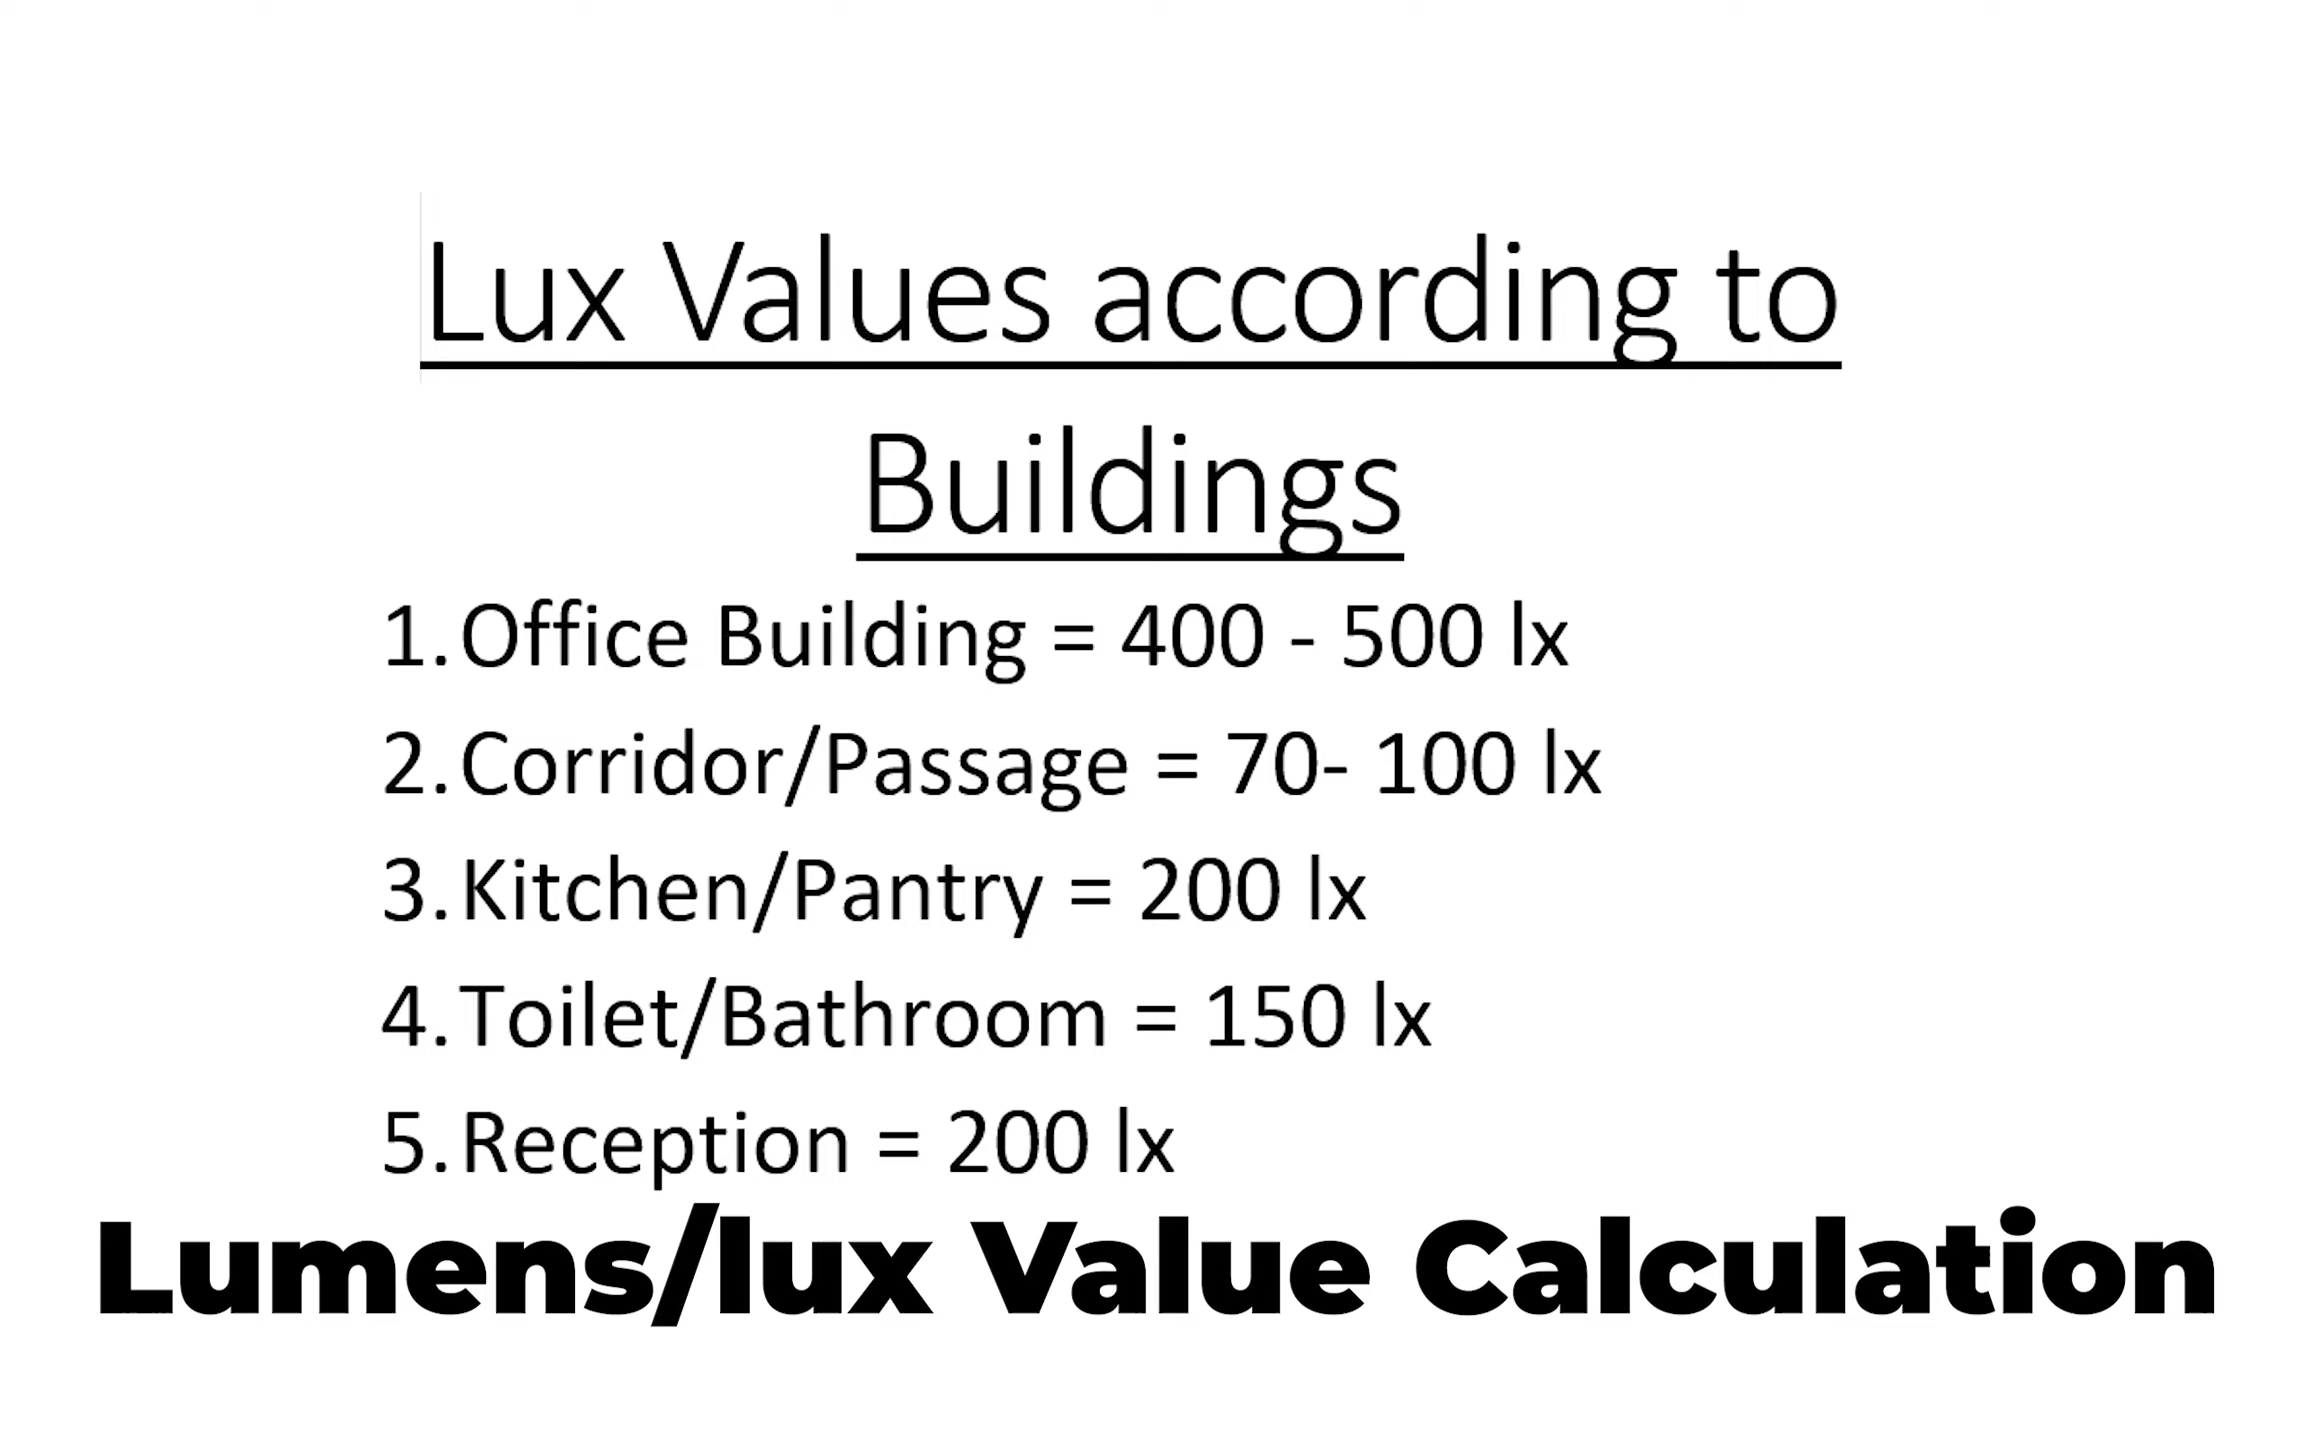 Lux Values according to
Buildings
1. Office Building = 400 - 500 lx
2. Corridor/Passage = 70- 100 lx
3. Kitchen/Pantry = 200 lx
4. Toilet/Bathroom = 150 lx
5. Reception = 200 lx
Lumens/lux Value Calculation